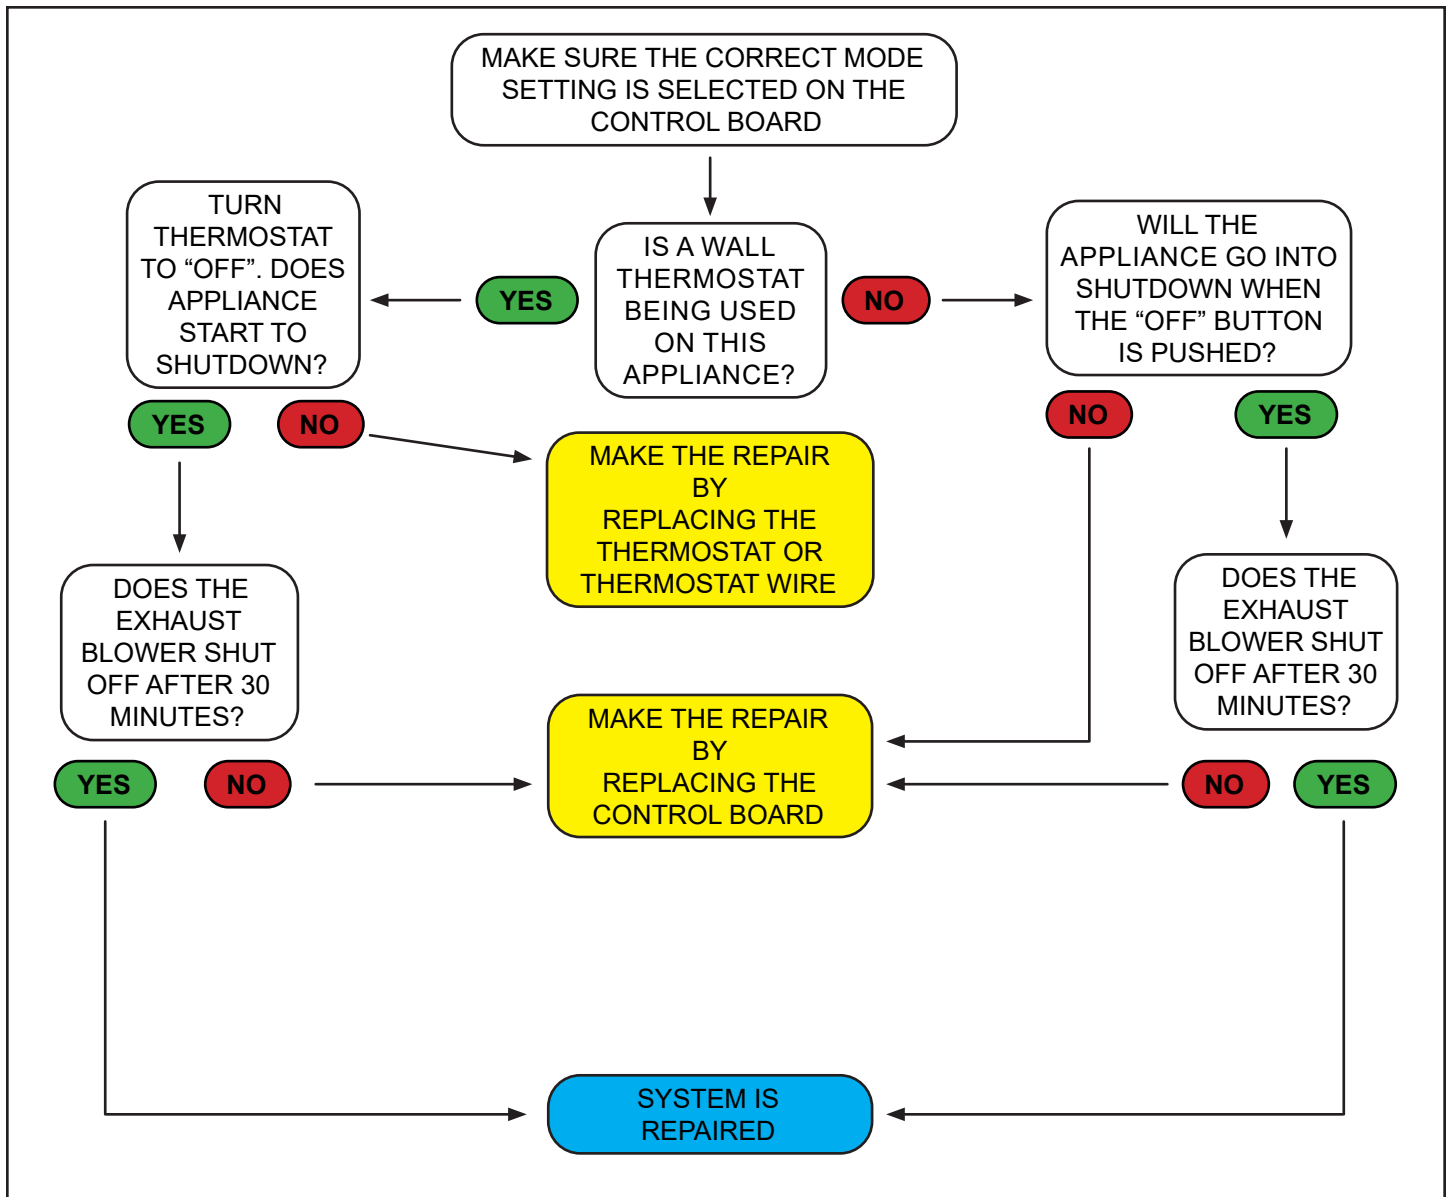 MAKE SURE THE CORRECT MODE
SETTING IS SELECTED ON THE
CONTROL BOARD
TURN
THERMOSTAT
TO “OFF”. DOES
APPLIANCE
START TO
SHUTDOWN?
YES
IS A WALL
THERMOSTAT
BEING USED
ON THIS
APPLIANCE?
NO
WILL THE
APPLIANCE GO INTO
SHUTDOWN WHEN
THE “OFF” BUTTON
IS PUSHED?
YES
NO
NO
YES
MAKE THE REPAIR
BY
REPLACING THE
THERMOSTAT OR
THERMOSTAT WIRE
DOES THE
EXHAUST
BLOWER SHUT
OFF AFTER 30
MINUTES?
DOES THE
EXHAUST
BLOWER SHUT
OFF AFTER 30
MINUTES?
YES
NO
MAKE THE REPAIR
BY
REPLACING THE
CONTROL BOARD
NO
YES
SYSTEM IS
REPAIRED